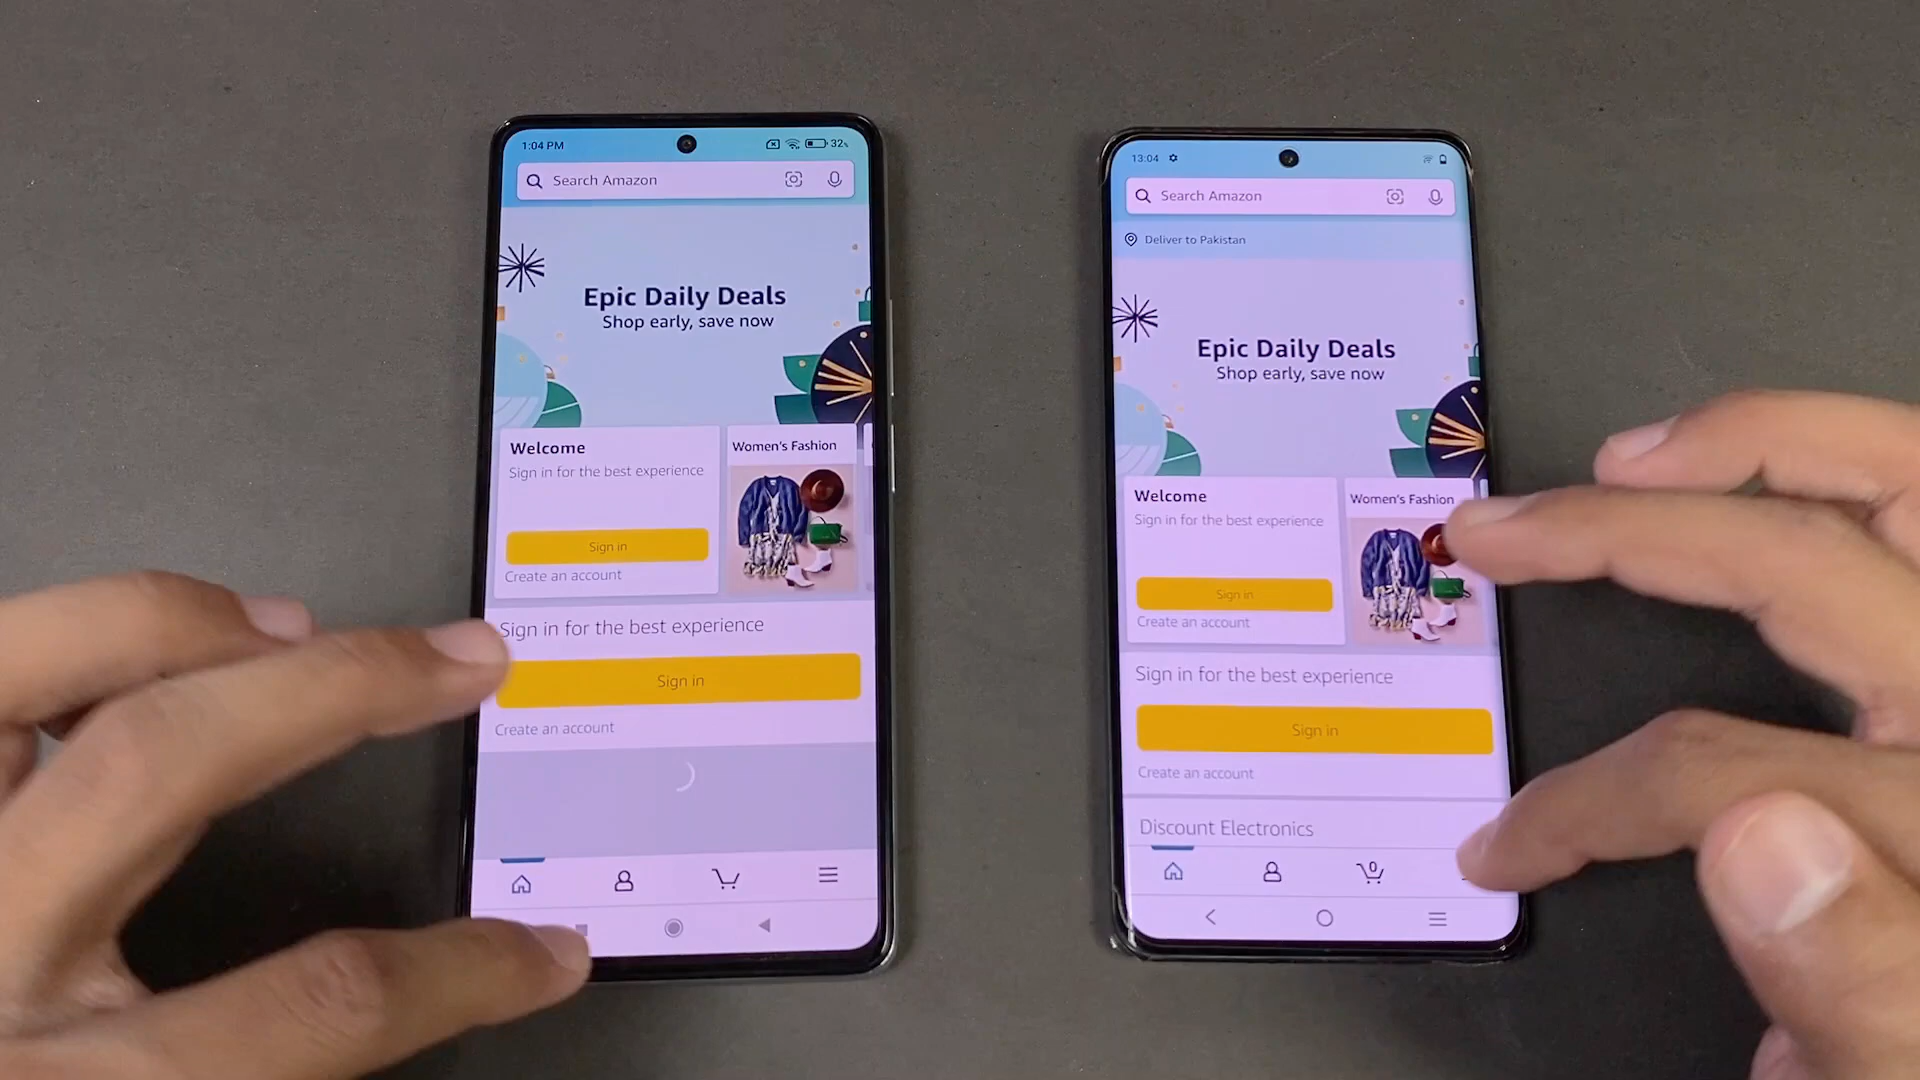 1:04 PM
32%
Search Amazon
Epic Daily Deals
Shop early, save now
Welcome
Sign in for the best experience
Sign in
Create an account
Women's Fashion
Sign in for the best experience
Sign in
Create an account
13:04
Search Amazon
Deliver to Pakistan
Epic Daily Deals
Shop early, save now
Welcome
Sign in for the best experience
Sign in
Create an account
Women's Fashion
Sign in for the best experience
Sign in
Create an account
Discount Electronics
0